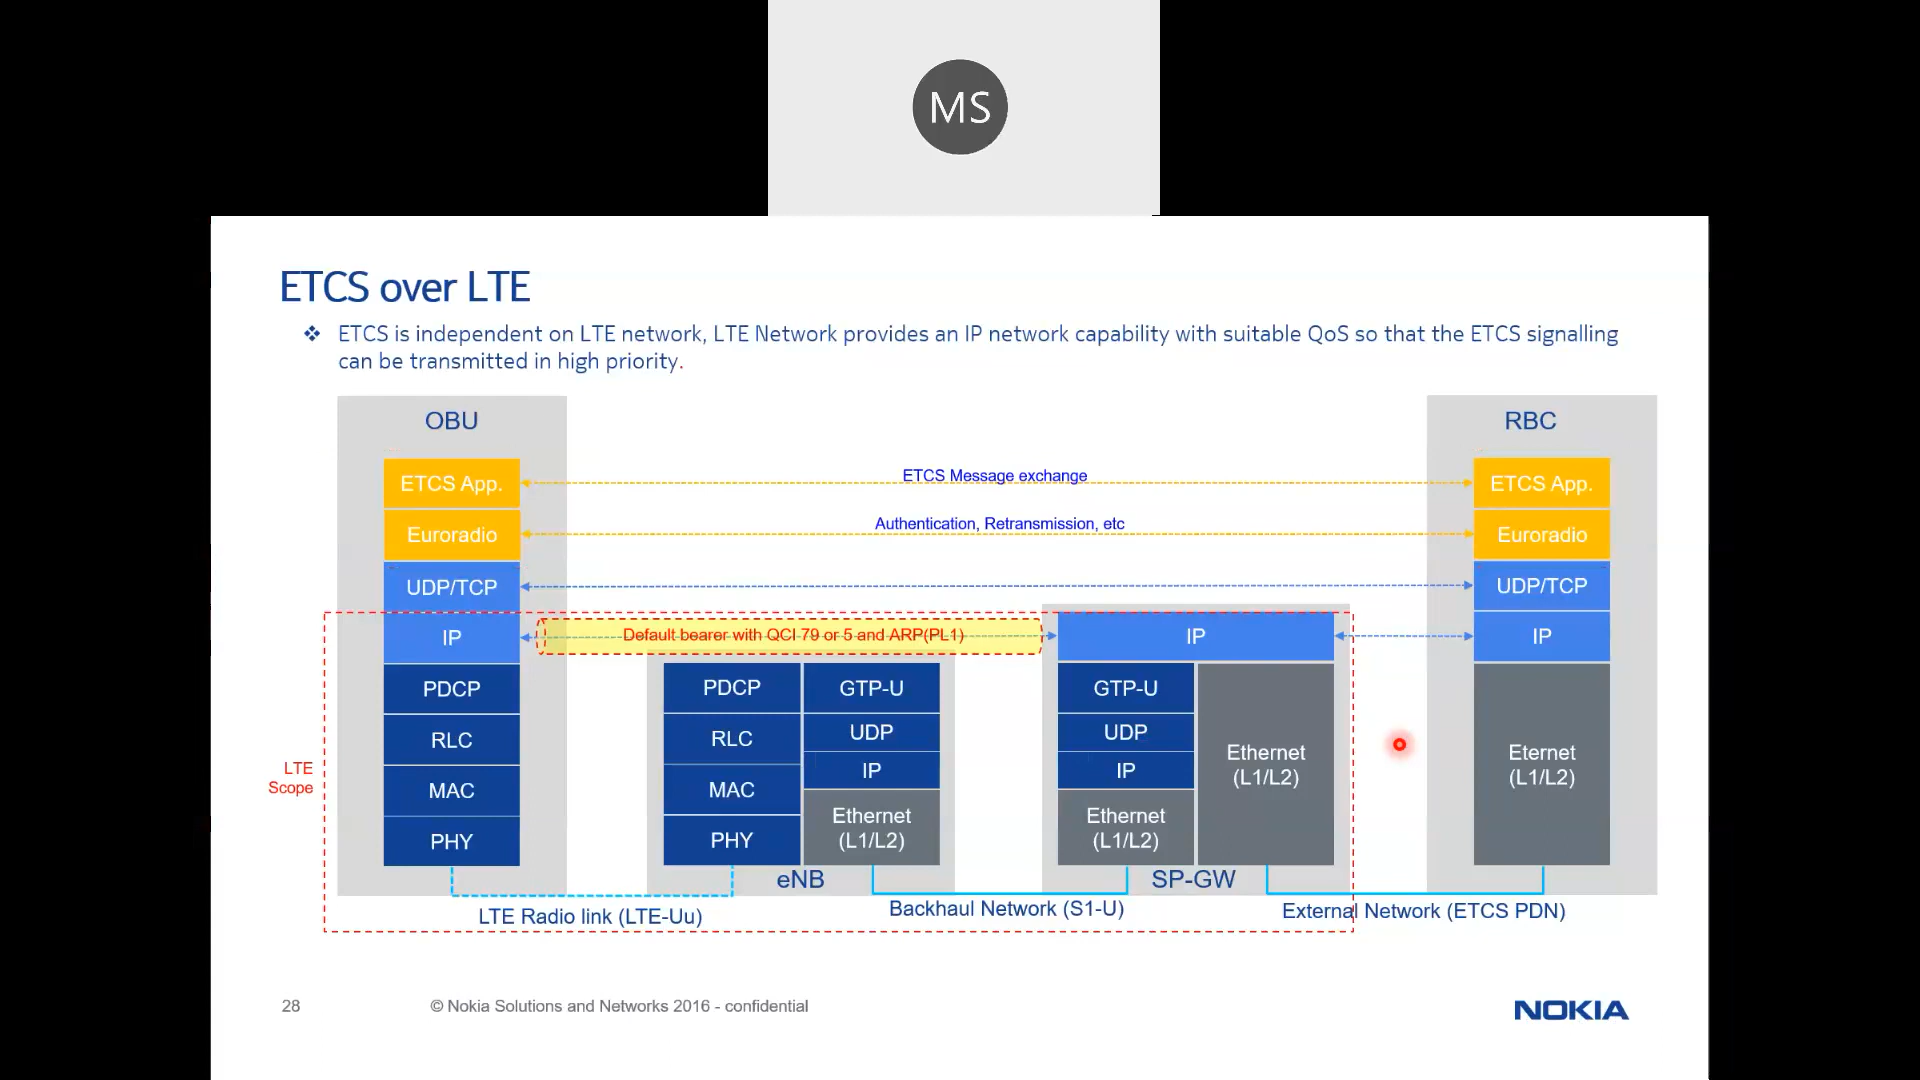 MS
ETCS over LTE
❖ ETCS is independent on LTE network, LTE Network provides an IP network capability with suitable QoS so that the ETCS signalling
can be transmitted in high priority.
OBU
RBC
ETCS App.
ETCS Message exchange
ETCS App.
Euroradio
Authentication, Retransmission, etc
Euroradio
UDP/TCP
UDP/TCP
IP
Default bearer with QCI 79 or 5 and ARP(PL1)
IP
IP
PDCP
PDCP
GTP-U
GTP-U
RLC
RLC
UDP
UDP
IP
IP
Ethernet
(L1/L2)
Eternet
(L1/L2)
LTE
Scope
MAC
MAC
Ethernet
(L1/L2)
Ethernet
(L1/L2)
PHY
PHY
eNB
SP-GW
LTE Radio link (LTE-Uu)
Backhaul Network (S1-U)
External Network (ETCS PDN)
28
© Nokia Solutions and Networks 2016 - confidential
NOKIA